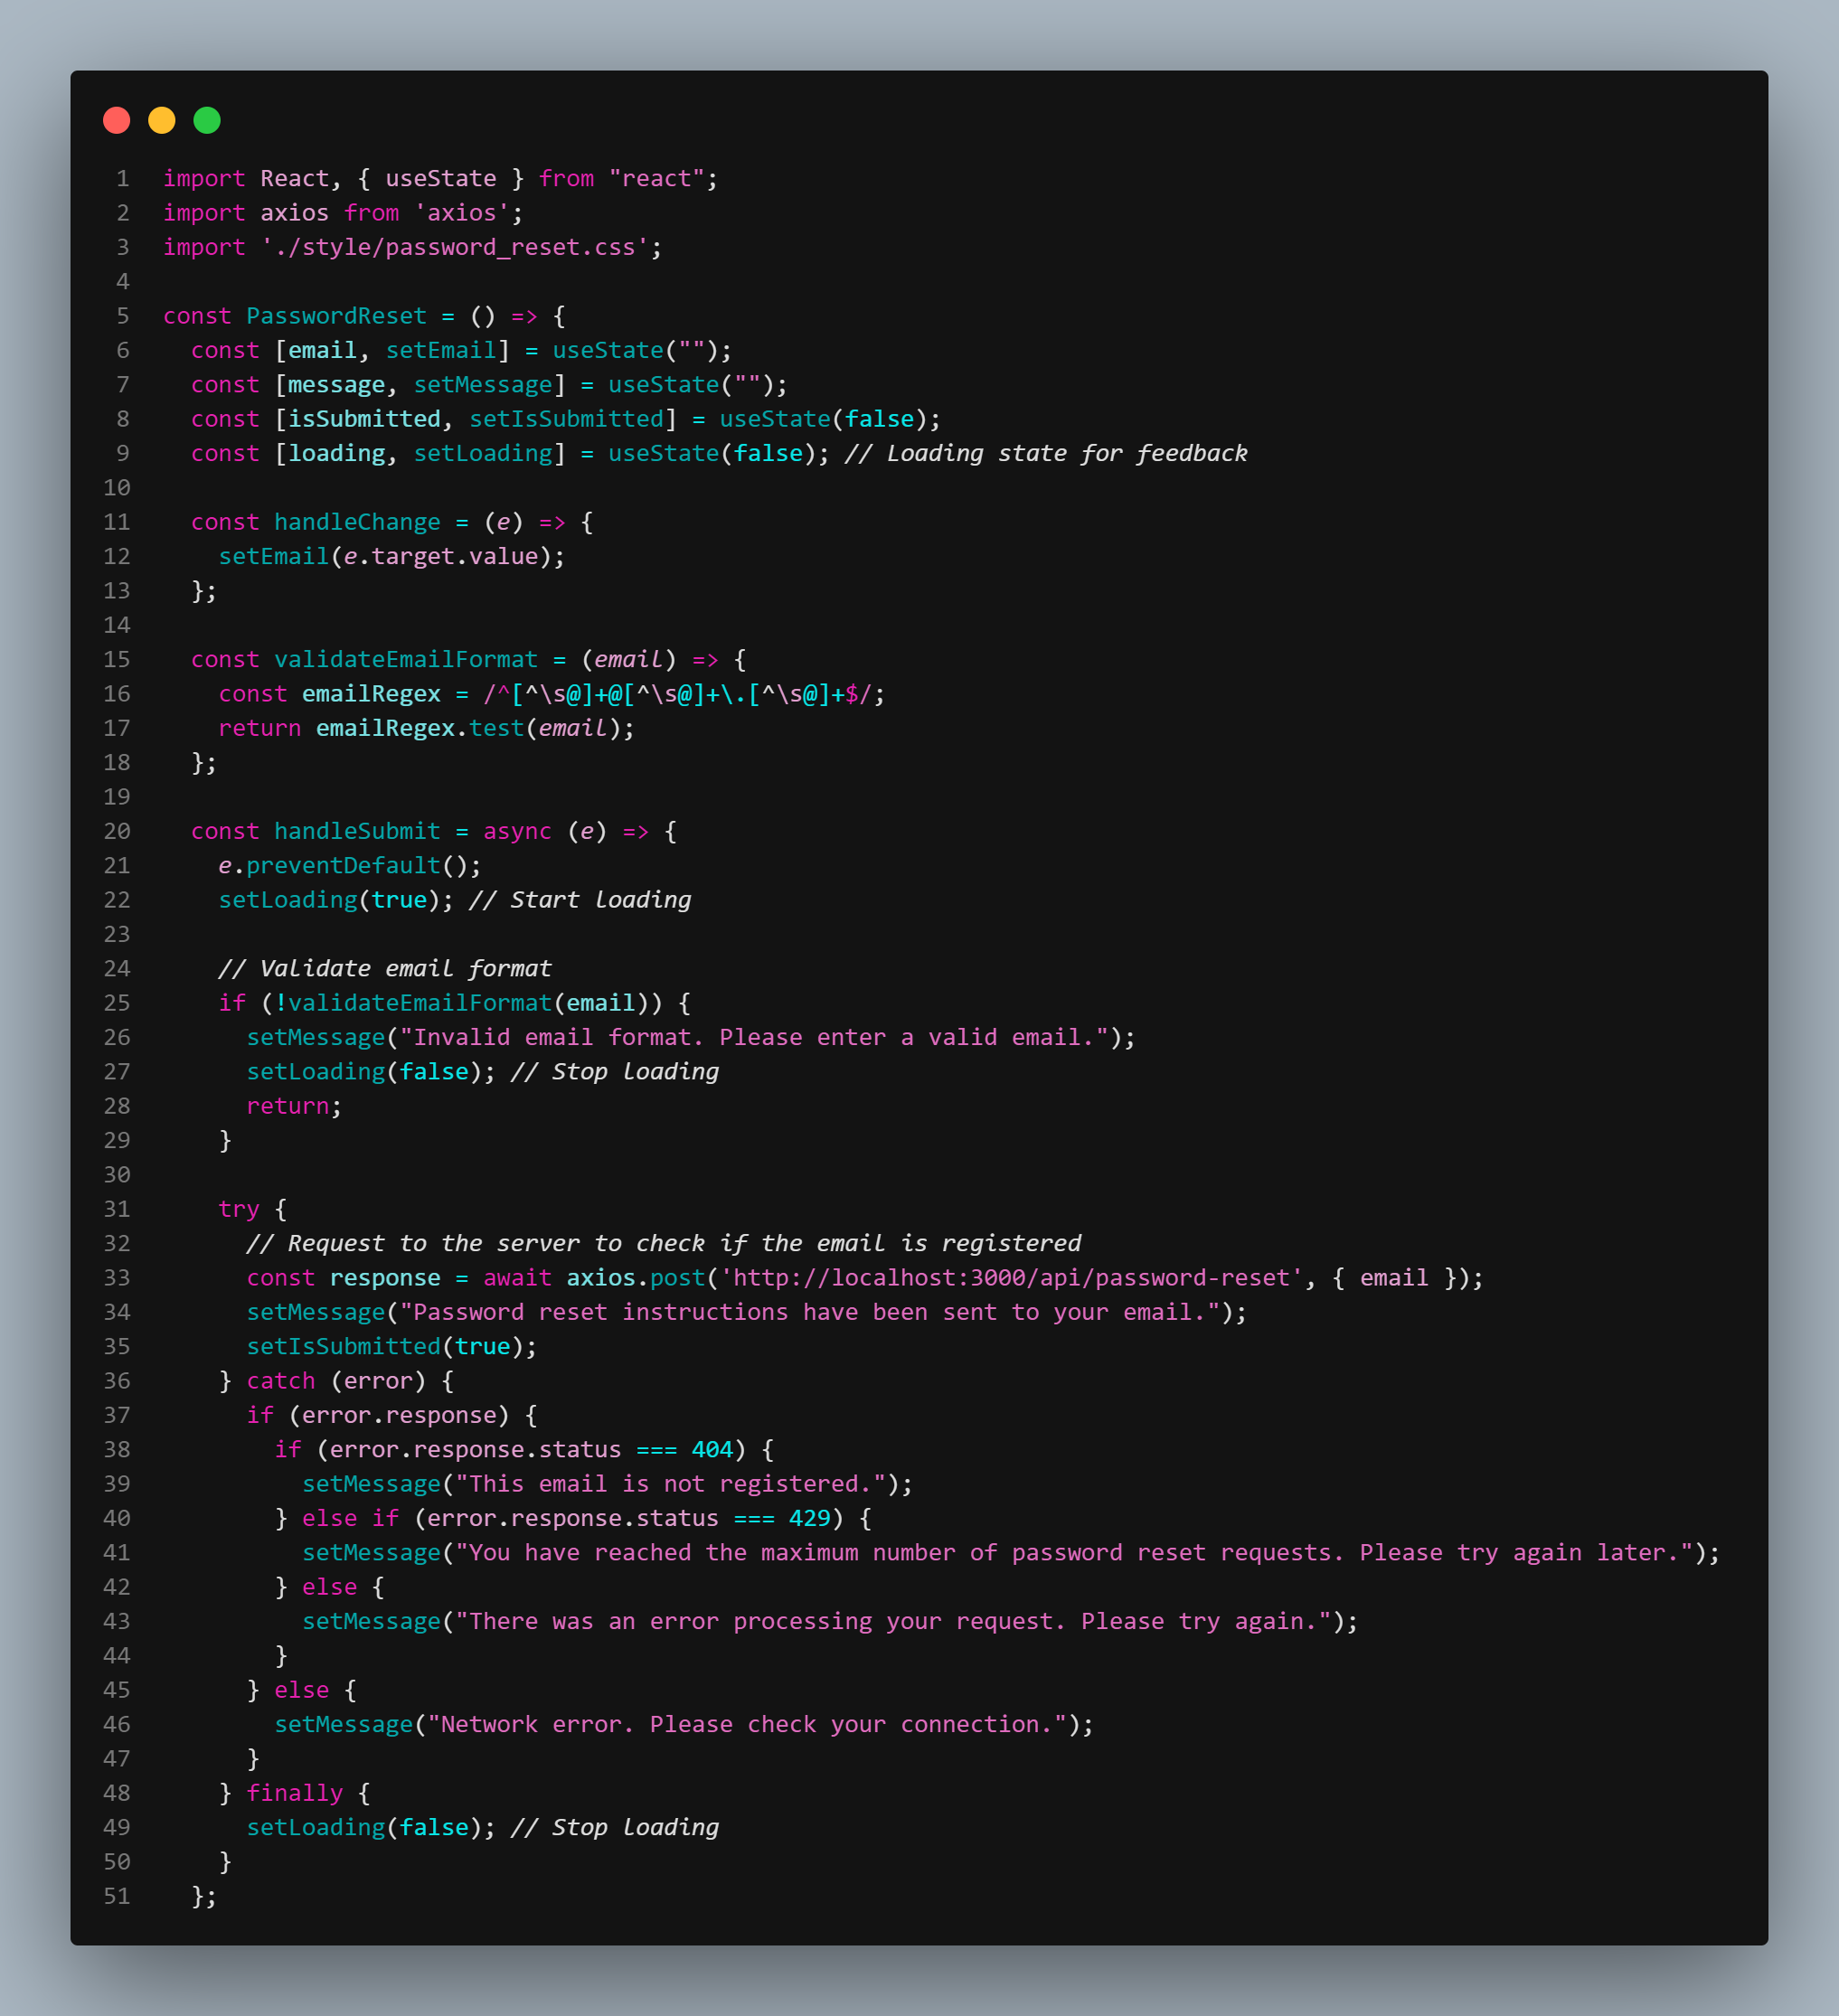 1 import React, { useState } from "react";
2 import axios from 'axios';
3 import './style/password_reset.css';
4
5 const PasswordReset = () => {
6   const [email, setEmail] = useState("");
7   const [message, setMessage] = useState("");
8   const [isSubmitted, setIsSubmitted] = useState(false);
9   const [loading, setLoading] = useState(false); // Loading state for feedback
10
11   const handleChange = (e) => {
12     setEmail(e.target.value);
13   };
14
15   const validateEmailFormat = (email) => {
16     const emailRegex = /^[^\s@]+@[^\s@]+\.[^\s@]+$/;
17     return emailRegex.test(email);
18   };
19
20   const handleSubmit = async (e) => {
21     e.preventDefault();
22     setLoading(true); // Start loading
23
24     // Validate email format
25     if (!validateEmailFormat(email)) {
26       setMessage("Invalid email format. Please enter a valid email.");
27       setLoading(false); // Stop loading
28       return;
29     }
30
31     try {
32       // Request to the server to check if the email is registered
33       const response = await axios.post('http://localhost:3000/api/password-reset', { email });
34       setMessage("Password reset instructions have been sent to your email.");
35       setIsSubmitted(true);
36     } catch (error) {
37       if (error.response) {
38         if (error.response.status === 404) {
39           setMessage("This email is not registered.");
40         } else if (error.response.status === 429) {
41           setMessage("You have reached the maximum number of password reset requests. Please try again later.");
42         } else {
43           setMessage("There was an error processing your request. Please try again.");
44         }
45       } else {
46         setMessage("Network error. Please check your connection.");
47       }
48     } finally {
49       setLoading(false); // Stop loading
50     }
51   };